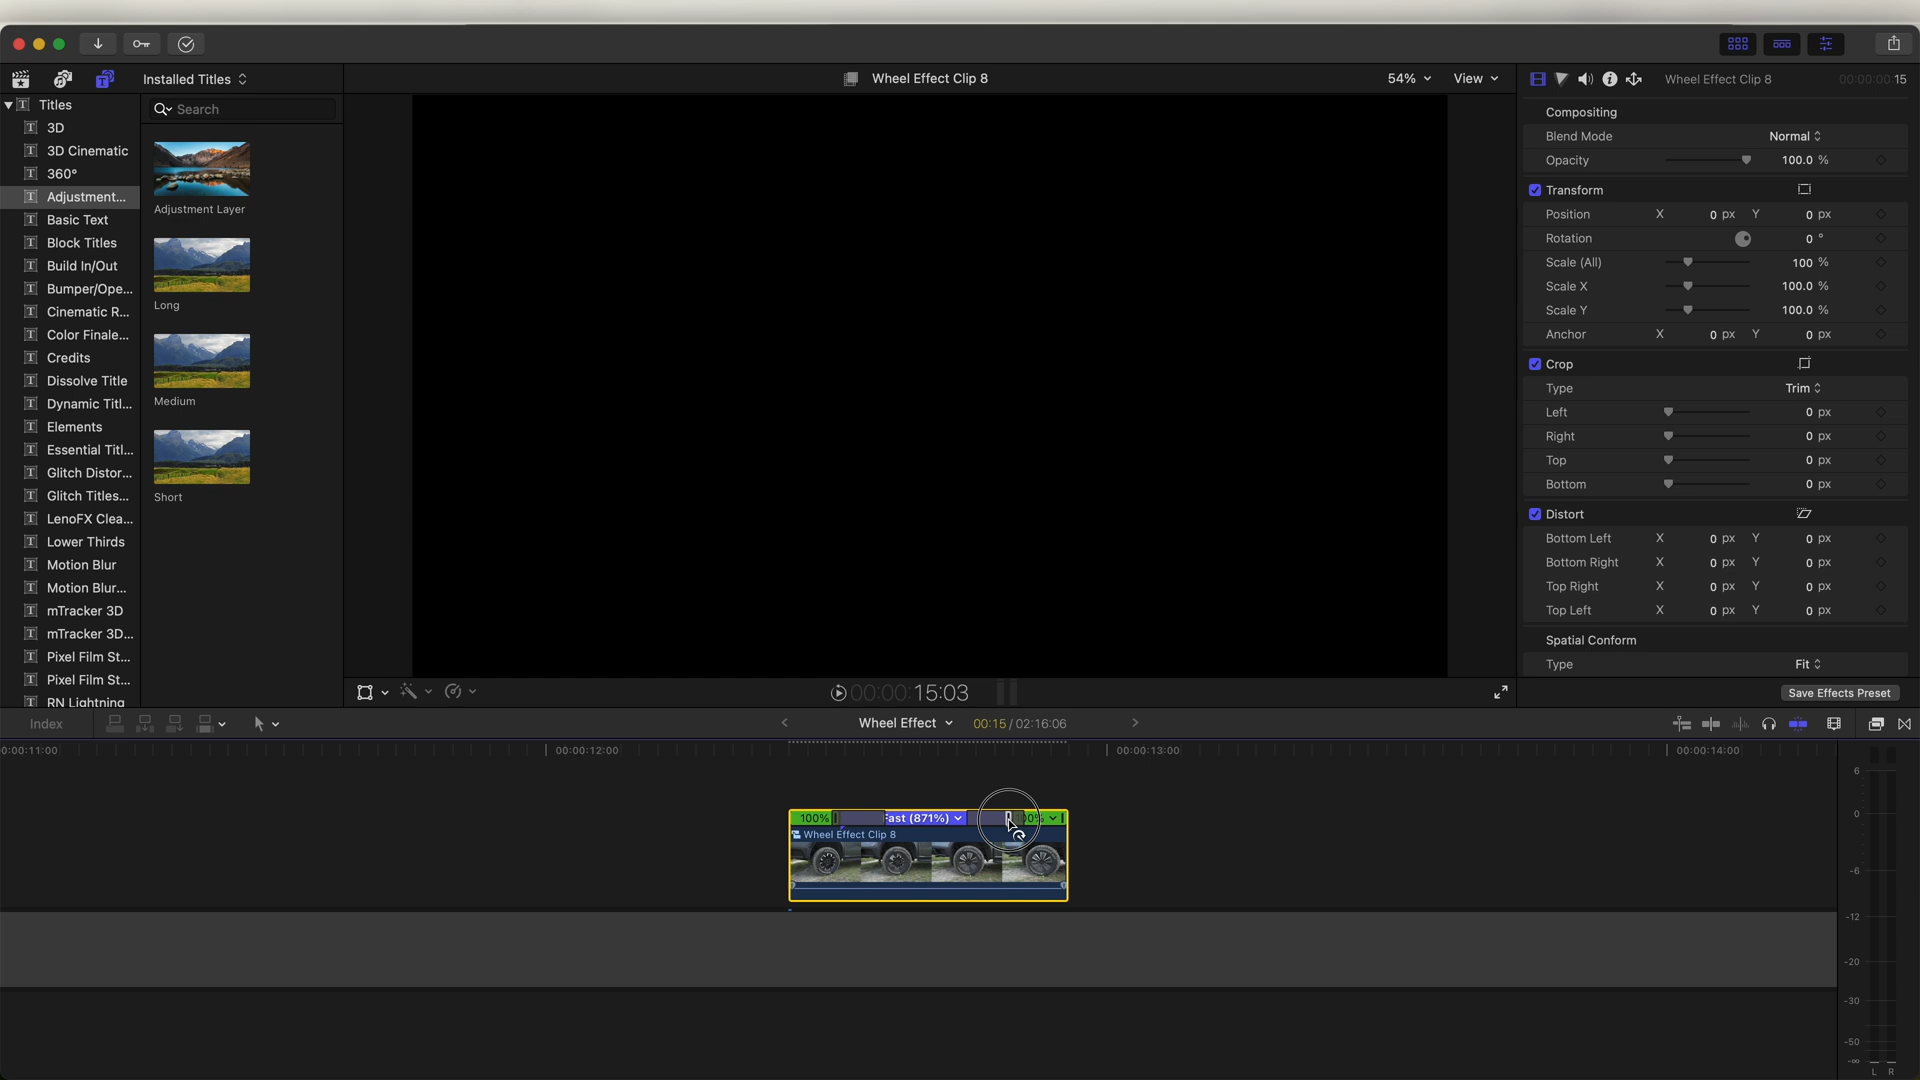 Installed Titles
Wheel Effect Clip 8
54%
View
Wheel Effect Clip 8
00:00:00:15
Titles
3D
3D Cinematic
360°
Adjustment...
Basic Text
Block Titles
Build In/Out
Bumper/Ope...
Cinematic R...
Color Finale...
Credits
Dissolve Title
Dynamic Titl...
Elements
Essential Titl...
Glitch Distor...
Glitch Titles...
LenoFX Clea...
Lower Thirds
Motion Blur
Motion Blur...
mTracker 3D
mTracker 3D...
Pixel Film St...
Pixel Film St...
RN Lightning
Search
Adjustment Layer
Long
Medium
Short
Compositing
Blend Mode Normal
Opacity 100.0 %
Transform
Position X 0 px Y 0 px
Rotation 0 °
Scale (All) 100 %
Scale X 100.0 %
Scale Y 100.0 %
Anchor X 0 px Y 0 px
Crop
Type Trim
Left 0 px
Right 0 px
Top 0 px
Bottom 0 px
Distort
Bottom Left X 0 px Y 0 px
Bottom Right X 0 px Y 0 px
Top Right X 0 px Y 0 px
Top Left X 0 px Y 0 px
Spatial Conform
Type Fit
Save Effects Preset
00:00:15:03
Index
Wheel Effect
00:15 / 02:16:06
0:00:11:00
00:00:12:00
00:00:13:00
00:00:14:00
100%
Fast (871%)
00%
Wheel Effect Clip 8
6
0
-6
-12
-20
-30
-50
-∞
L R